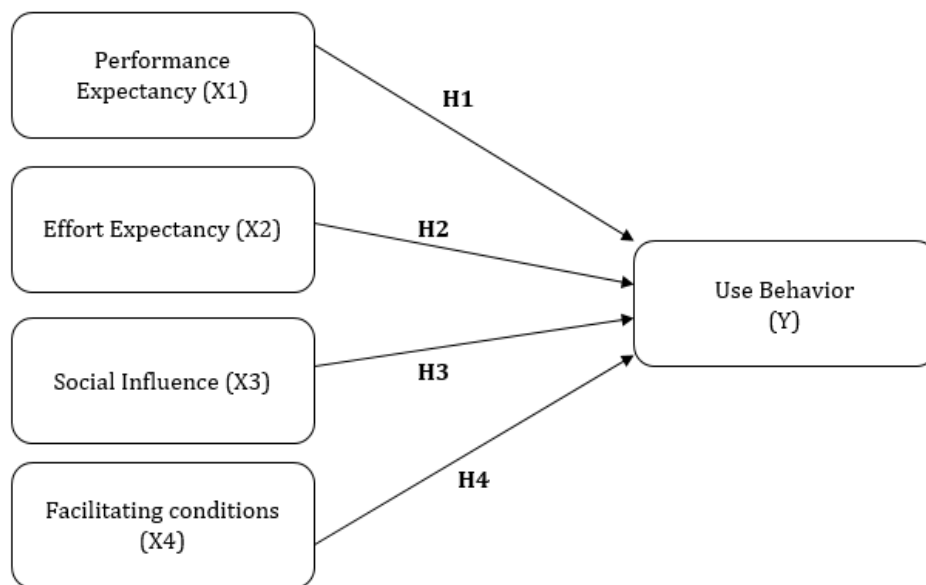 Performance
Expectancy (X1)
H1
Effort Expectancy (X2)
H2
Use Behavior
(Y)
Social Influence (X3)
H3
Facilitating conditions
(X4)
H4